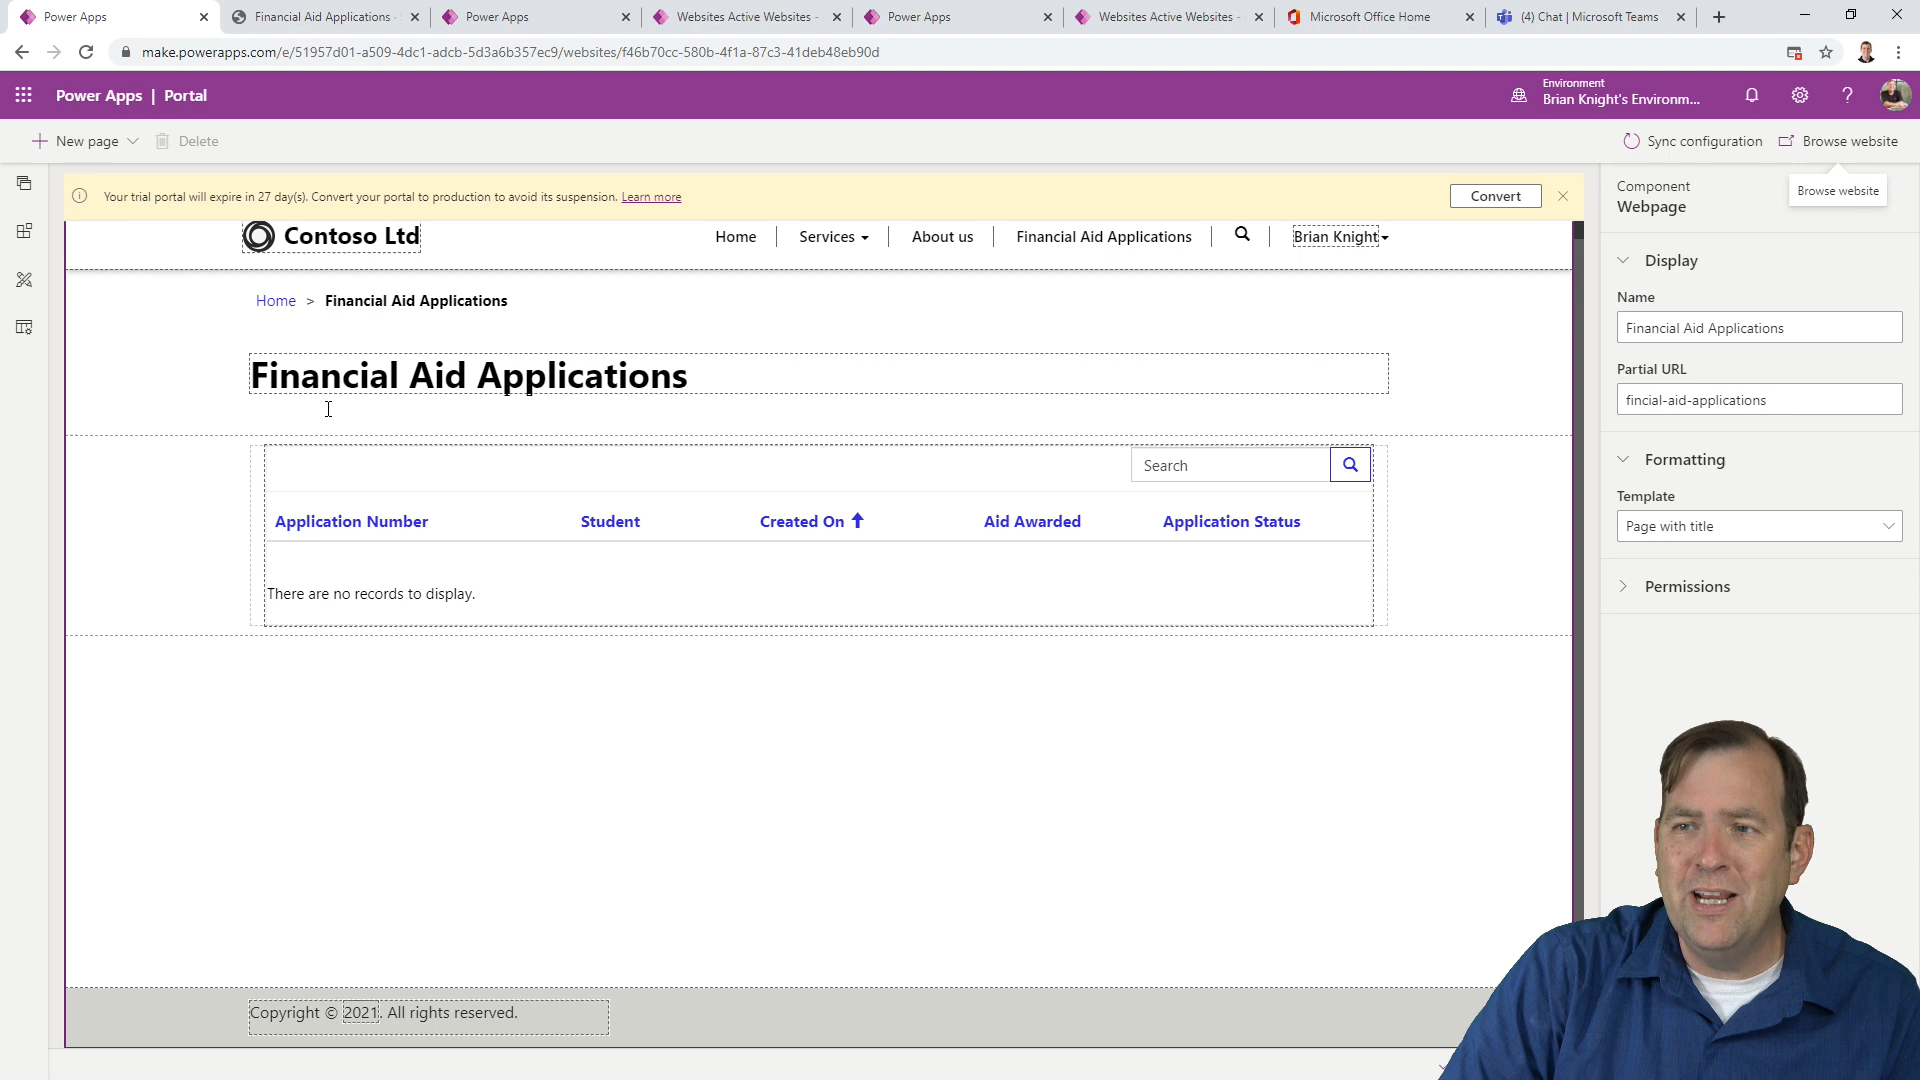 Power Apps
Financial Aid Applications
Power Apps
Websites Active Websites -
Power Apps
Websites Active Websites -
Microsoft Office Home
(4) Chat | Microsoft Teams
make.powerapps.com/e/51957d01-a509-4dc1-adcb-5d3a6b357ec9/websites/f46b70cc-580b-4f1a-87c3-41deb48eb90d
Power Apps | Portal
Environment
Brian Knight's Environm...
?
New page
Delete
Sync configuration
Browse website
Your trial portal will expire in 27 day(s). Convert your portal to production to avoid its suspension. Learn more
Convert
Browse website
Contoso Ltd
Home
Services
About us
Financial Aid Applications
Brian Knight
Home > Financial Aid Applications
Financial Aid Applications
Search
Application Number
Student
Created On
Aid Awarded
Application Status
There are no records to display.
Copyright © 2021. All rights reserved.
Component
Webpage
Display
Name
Financial Aid Applications
Partial URL
fincial-aid-applications
Formatting
Template
Page with title
Permissions